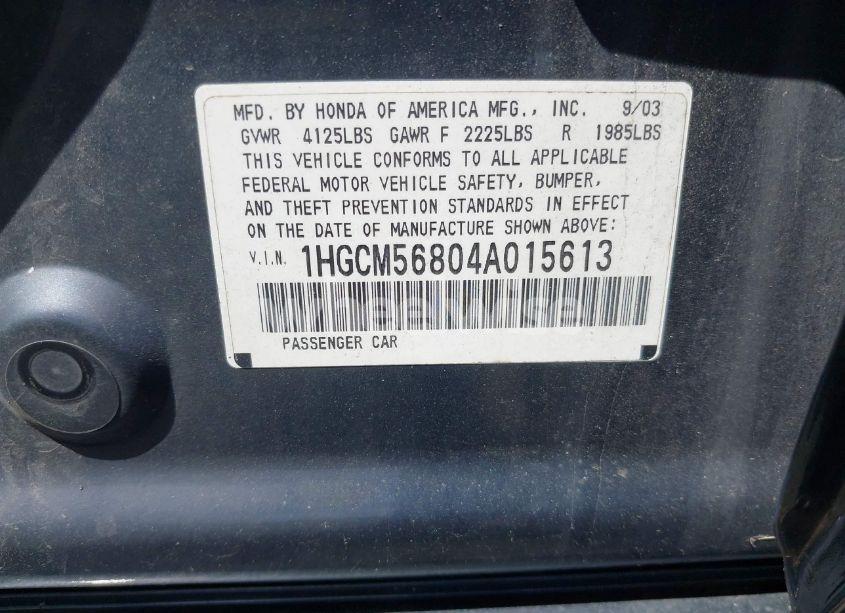 MFD. BY HONDA OF AMERICA MFG., INC. 9/03
GVWR 4125LBS GAWR F 2225LBS R 1985LBS
THIS VEHICLE CONFORMS TO ALL APPLICABLE
FEDERAL MOTOR VEHICLE SAFETY, BUMPER,
AND THEFT PREVENTION STANDARDS IN EFFECT
ON THE DATE OF MANUFACTURE SHOWN ABOVE:
V.I.N. 1HGCM56804A015613
PASSENGER CAR